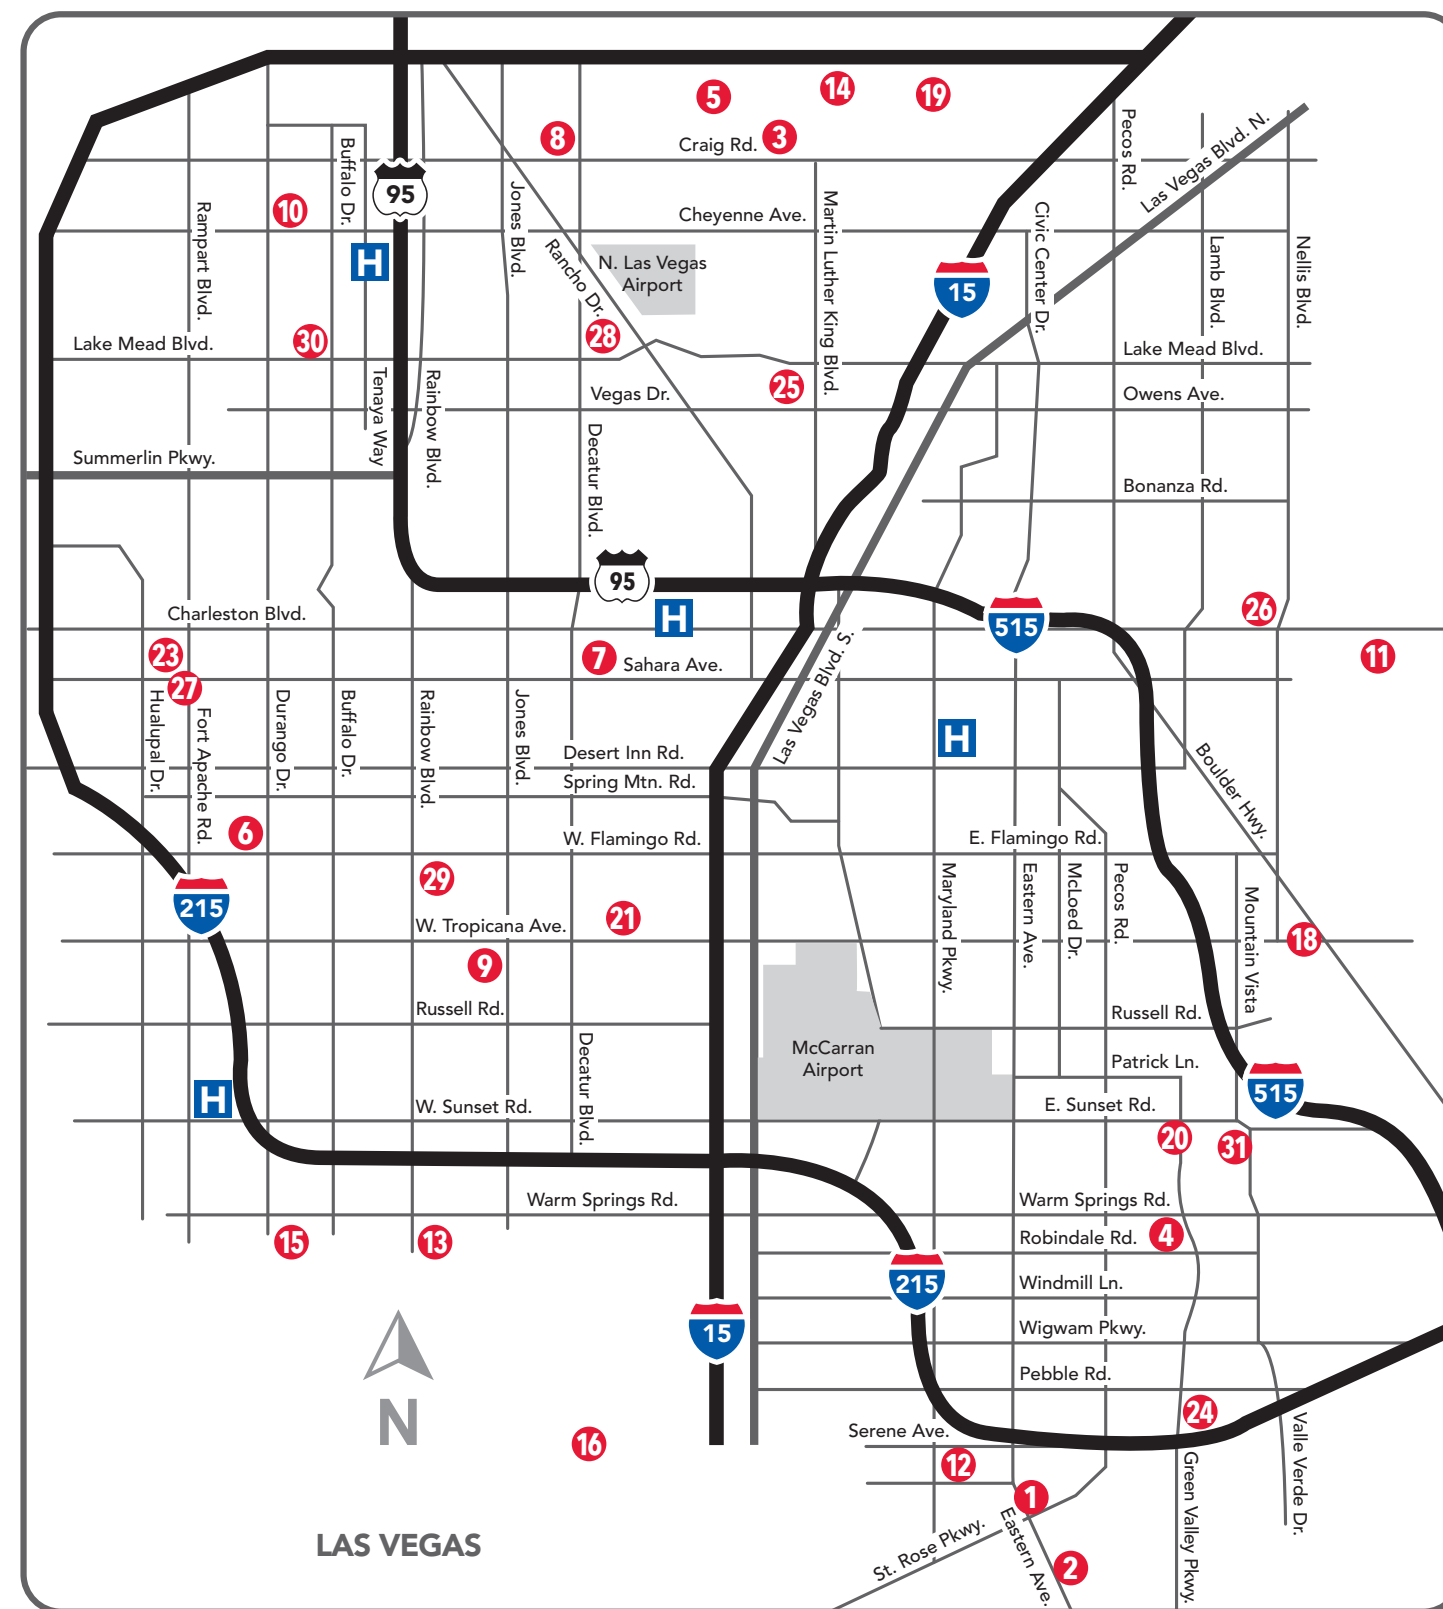 5
14
19
8
Craig Rd.
3
Pecos Rd.
Las Vegas Blvd. N.
Buffalo Dr.
95
Jones Blvd.
10
Rampart Blvd.
Cheyenne Ave.
Martin Luther King Blvd.
Civic Center Dr.
Lamb Blvd.
Nellis Blvd.
H
Rancho Dr.
N. Las Vegas
Airport
15
Lake Mead Blvd.
30
28
Lake Mead Blvd.
Tenaya Way
Rainbow Blvd.
Vegas Dr.
25
Owens Ave.
Decatur Blvd.
Summerlin Pkwy.
Bonanza Rd.
95
Charleston Blvd.
H
515
26
23
7
Sahara Ave.
Las Vegas Blvd. S.
11
27
Hualupal Dr.
Fort Apache Rd.
Durango Dr.
Buffalo Dr.
Rainbow Blvd.
Jones Blvd.
H
Desert Inn Rd.
Spring Mtn. Rd.
Boulder Hwy.
6
W. Flamingo Rd.
E. Flamingo Rd.
29
215
21
W. Tropicana Ave.
Maryland Pkwy.
Eastern Ave.
McLoed Dr.
Pecos Rd.
Mountain Vista
18
9
Russell Rd.
Russell Rd.
McCarran
Airport
Patrick Ln.
Decatur Blvd.
H
W. Sunset Rd.
E. Sunset Rd.
515
20
31
Warm Springs Rd.
Warm Springs Rd.
15
13
Robindale Rd.
4
215
Windmill Ln.
15
Wigwam Pkwy.
Pebble Rd.
N
16
Serene Ave.
24
Valle Verde Dr.
12
Green Valley Pkwy.
1
LAS VEGAS
St. Rose Pkwy.
Eastern Ave.
2